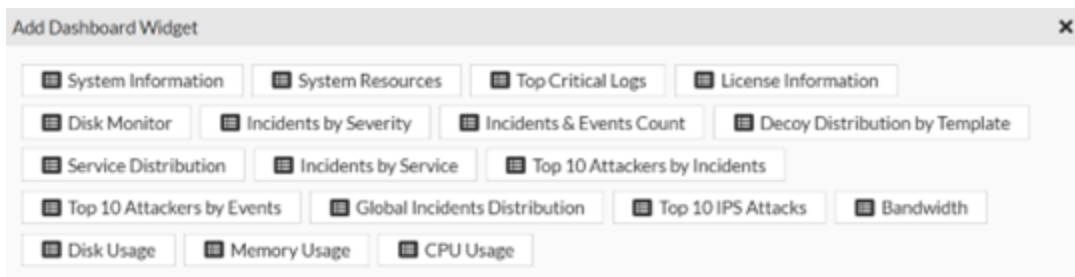 Add Dashboard Widget
System Information System Resources Top Critical Logs License Information
Disk Monitor Incidents by Severity Incidents & Events Count Decoy Distribution by Template
Service Distribution Incidents by Service Top 10 Attackers by Incidents
Top 10 Attackers by Events Global Incidents Distribution Top 10 IPS Attacks Bandwidth
Disk Usage Memory Usage CPU Usage